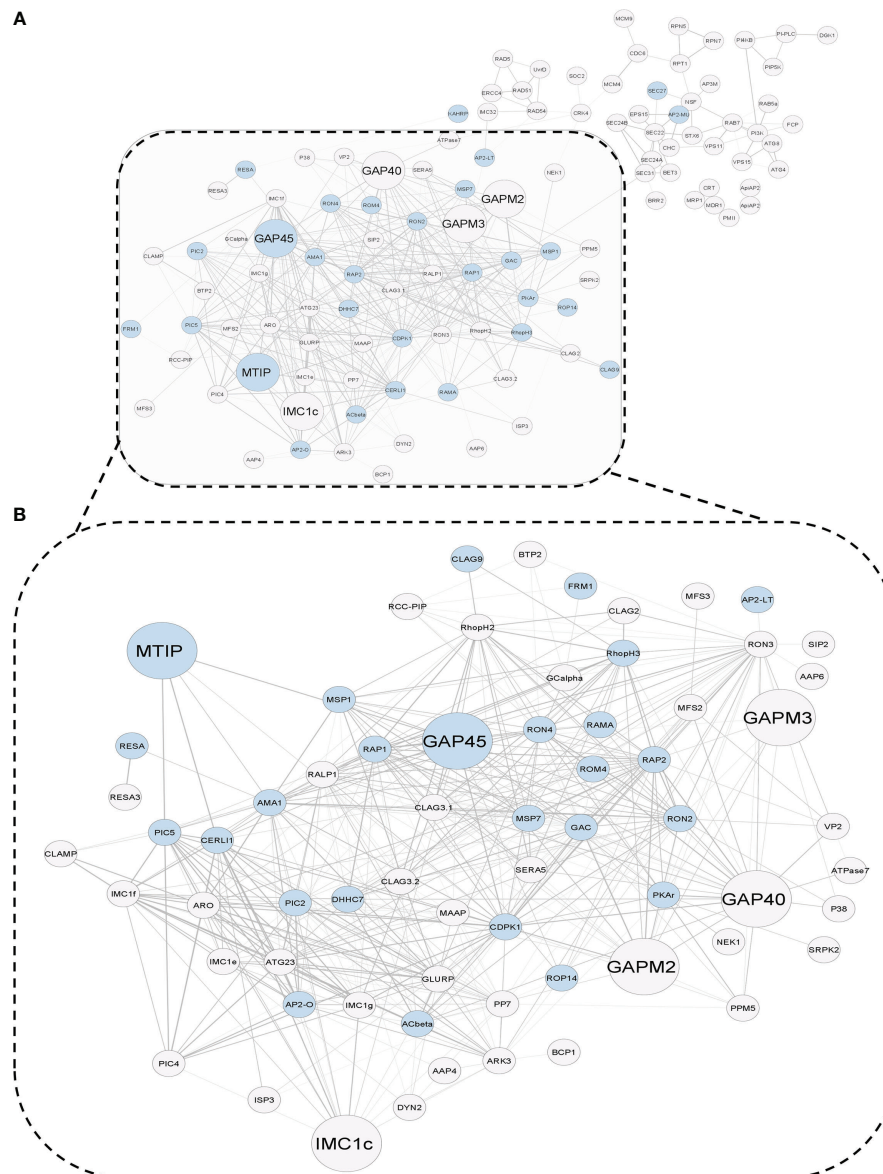 A
MCM9
RPN5
RPN7
PI4KB
PI-PLC
DGK1
CDC6
RPT1
PIP5K
RAD5
UvrD
MCM4
SOC2
ERCC4
RAD51
SEC27
AP3M
KAHRP
IMC32
RAD54
CRK4
NSF
RAB5a
EPS15
AP2-MU
SEC24B
RAB7
FCP
SEC22
STX6
PI3K
ATPase7
CHC
VPS11
ATG8
P38
VP2
GAP40
AP2-LT
SEC24A
VPS15
ATG4
RESA
SERA5
NEK1
SEC31
BET3
RESA3
MSP7
GAPM2
BRR2
CRT
ApiAP2
IMC1f
RON4
ROM4
MRP1
MDR1
ApiAP2
GAPM3
PMII
GCalpha
GAP45
RON2
SIP2
PIC2
MSP1
PPM5
CLAMP
AMA1
GAC
IMC1g
RAP2
RALP1
RAP1
SRPK2
BTP2
CLAG3.1
PKAr
ATG23
DHHC7
ROP14
FRM1
PIC5
MFS2
ARO
RhopH2
RhopH3
GLURP
MAAP
CDPK1
RON3
RCC-PIP
CLAG2
MTIP
CLAG9
IMC1e
PP7
CLAG3.2
PIC4
CERLI1
RAMA
MFS3
IMC1c
ACbeta
ISP3
AP2-O
ARK3
DYN2
AAP4
AAP6
BCP1
B
CLAG9
BTP2
FRM1
MFS3
AP2-LT
RCC-PIP
CLAG2
RhopH2
MTIP
RhopH3
RON3
SIP2
GCalpha
AAP6
MSP1
MFS2
GAPM3
RAMA
RON4
GAP45
RESA
RAP1
RAP2
ROM4
RALP1
RESA3
AMA1
CLAG3.1
MSP7
GAC
RON2
VP2
PIC5
CERLI1
CLAMP
SERA5
ATPase7
CLAG3.2
IMC1f
PKAr
GAP40
ARO
PIC2
DHHC7
MAAP
P38
CDPK1
NEK1
SRPK2
IMC1e
ATG23
GAPM2
GLURP
ROP14
AP2-O
IMC1g
PP7
PPM5
ACbeta
PIC4
ARK3
BCP1
AAP4
ISP3
DYN2
IMC1c